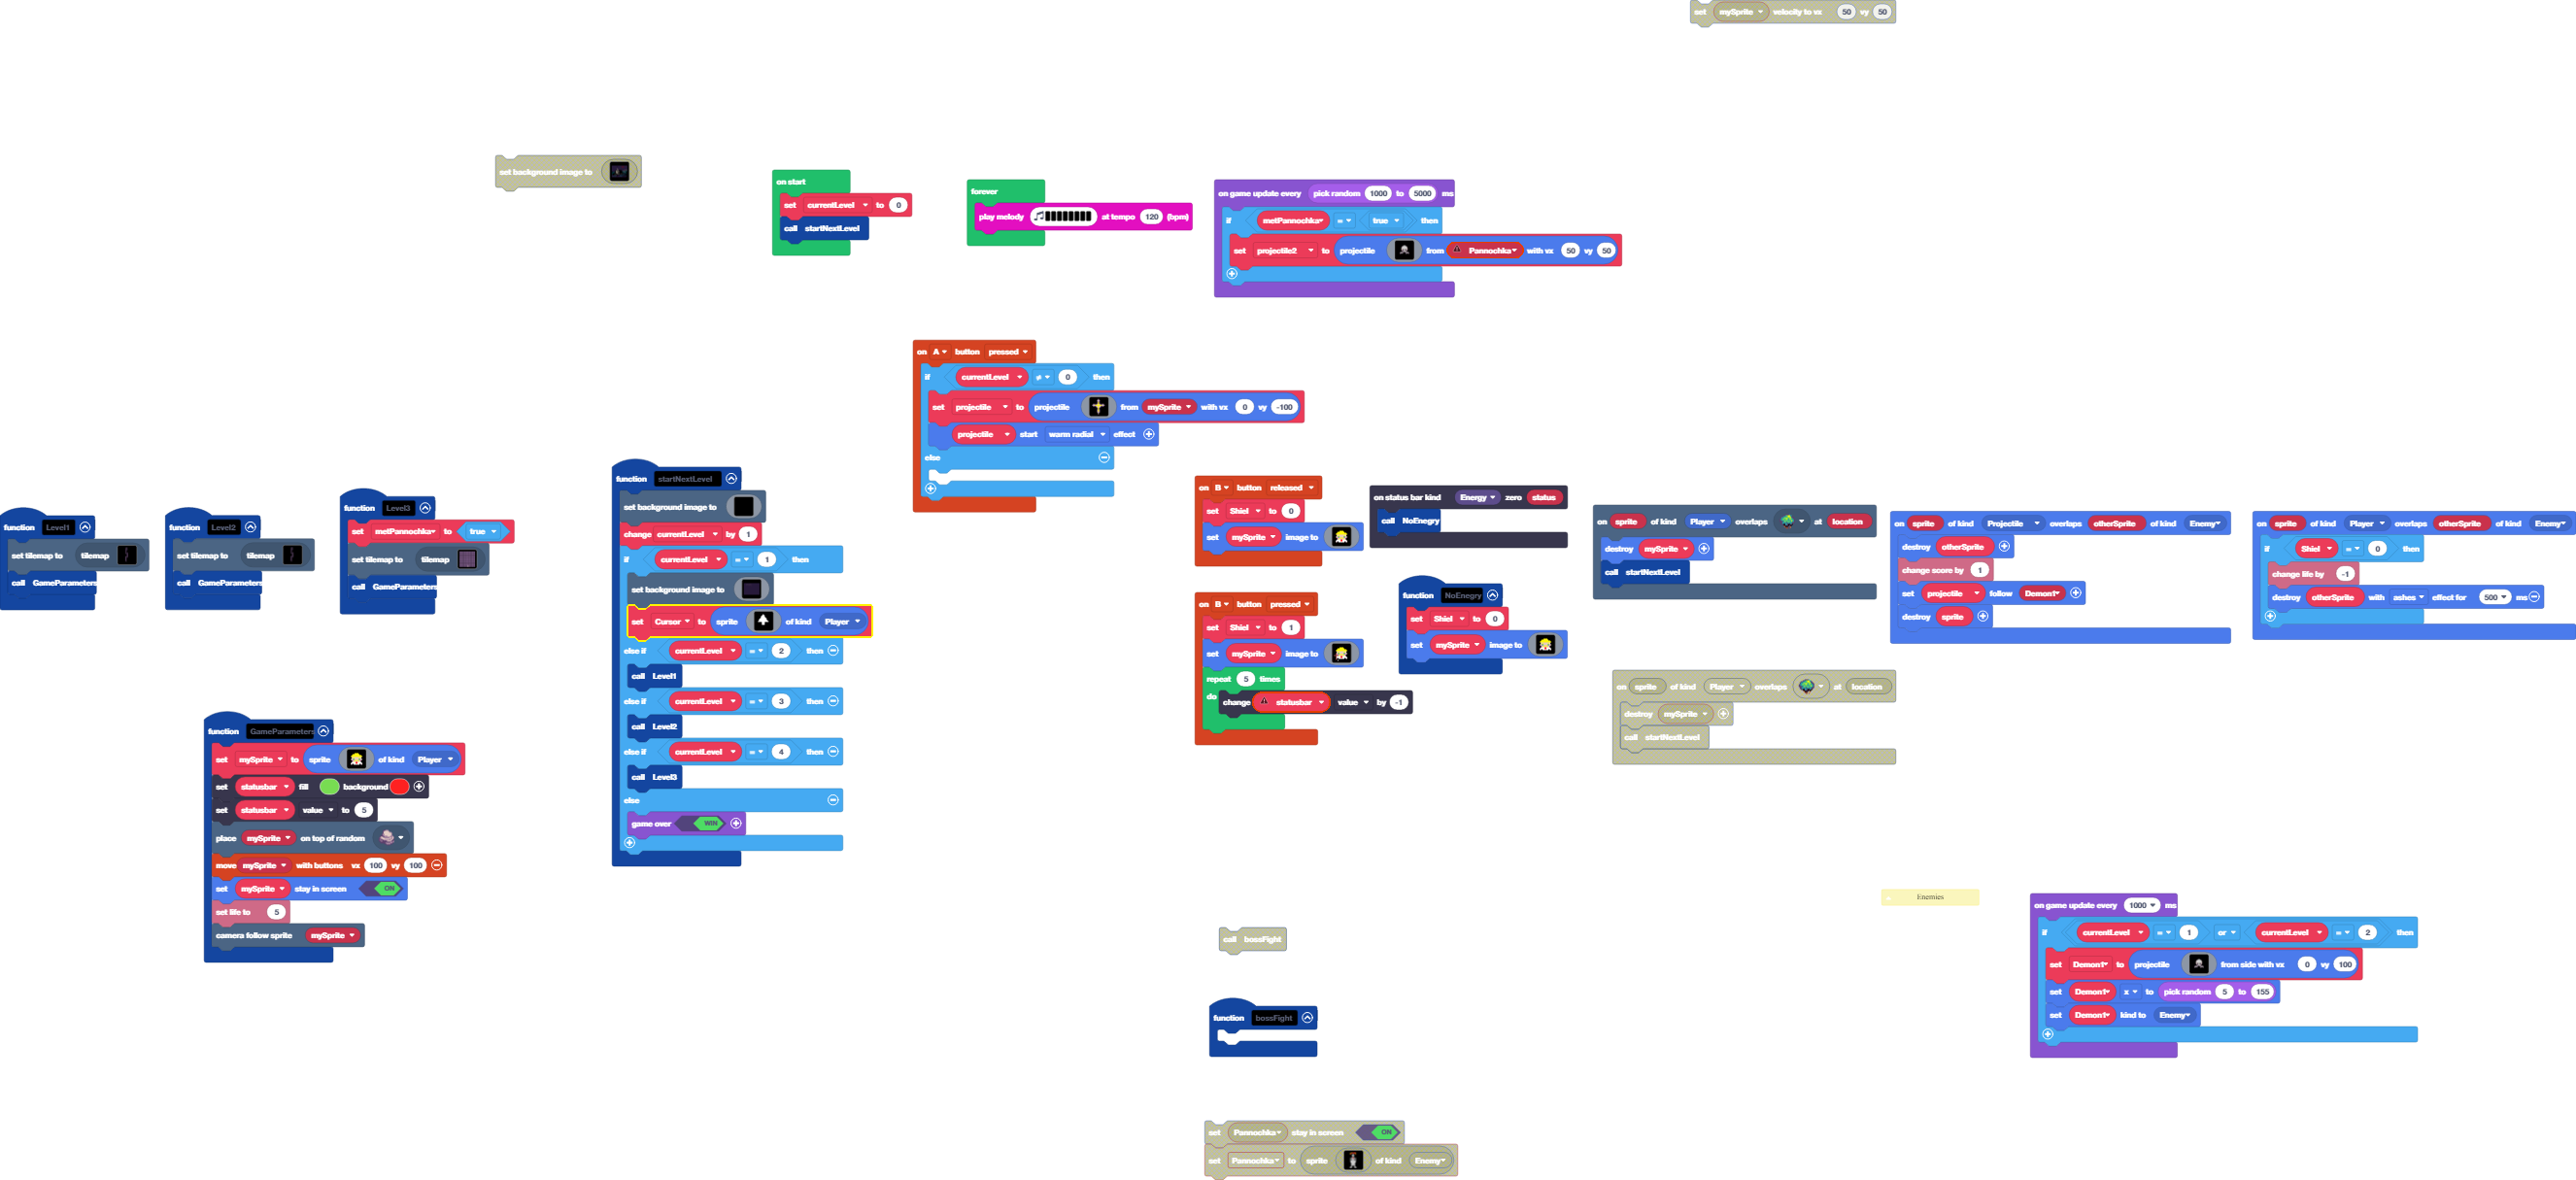 set mySprite velocity to vx 50 vy 50
set background image to
on start
set currentLevel to 0
call startNextLevel
forever
play melody at tempo 120 (bpm)
on game update every pick random 1000 to 5000 ms
if metPannochka = true then
set projectile2 to projectile from Pannochka with vx 50 vy 50
on A button pressed
if currentLevel ≠ 0 then
set projectile to projectile from mySprite with vx 0 vy -100
projectile start warm radial effect
else
function Level1
set tilemap to tilemap
call GameParameters
function Level2
set tilemap to tilemap
call GameParameters
function Level3
set metPannochka to true
set tilemap to tilemap
call GameParameters
function startNextLevel
set background image to
change currentLevel by 1
if currentLevel = 1 then
set background image to
set Cursor to sprite of kind Player
else if currentLevel = 2 then
call Level1
else if currentLevel = 3 then
call Level2
else if currentLevel = 4 then
call Level3
else
game over WIN
on B button released
set Shiel to 0
set mySprite image to
on status bar kind Energy zero status
call NoEnegry
on B button pressed
set Shiel to 1
set mySprite image to
repeat 5 times
do change statusbar value by -1
function NoEnegry
set Shiel to 0
set mySprite image to
on sprite of kind Player overlaps at location
destroy mySprite
call startNextLevel
on sprite of kind Projectile overlaps otherSprite of kind Enemy
destroy otherSprite
change score by 1
set projectile follow Demon1
destroy sprite
on sprite of kind Player overlaps otherSprite of kind Enemy
if Shiel = 0 then
change life by -1
destroy otherSprite with ashes effect for 500 ms
on sprite of kind Player overlaps at location
destroy mySprite
call startNextLevel
function GameParameters
set mySprite to sprite of kind Player
set statusbar fill background
set statusbar value to 5
place mySprite on top of random
move mySprite with buttons vx 100 vy 100
set mySprite stay in screen ON
set life to 5
camera follow sprite mySprite
Enemies
on game update every 1000 ms
if currentLevel = 1 or currentLevel = 2 then
set Demon1 to projectile from side with vx 0 vy 100
set Demon1 x to pick random 5 to 155
set Demon1 kind to Enemy
call bossFight
function bossFight
set Pannochka stay in screen ON
set Pannochka to sprite of kind Enemy